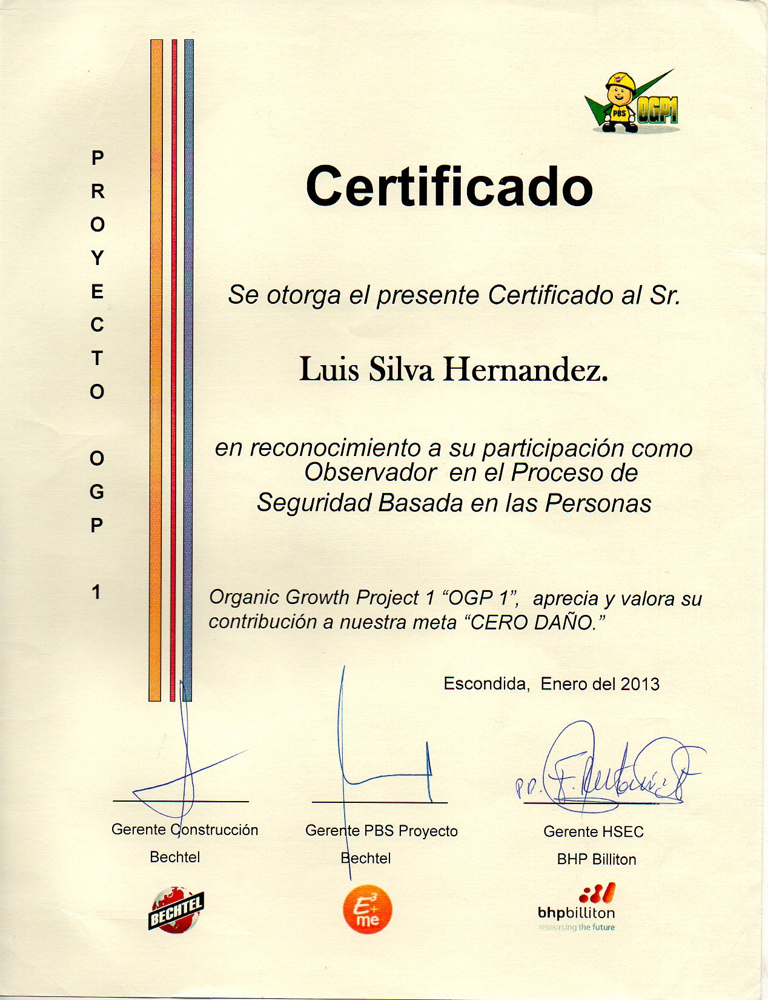 PBS OGP1
PROYECTO OGP 1
Certificado
Se otorga el presente Certificado al Sr.
Luis Silva Hernandez.
en reconocimiento a su participación como
Observador en el Proceso de
Seguridad Basada en las Personas
Organic Growth Project 1 “OGP 1”, aprecia y valora su
contribución a nuestra meta “CERO DAÑO.”
Escondida, Enero del 2013
Gerente Construcción
Bechtel
Gerente PBS Proyecto
Bechtel
Gerente HSEC
BHP Billiton
BECHTEL
E³+
me
bhpbilliton
resourcing the future